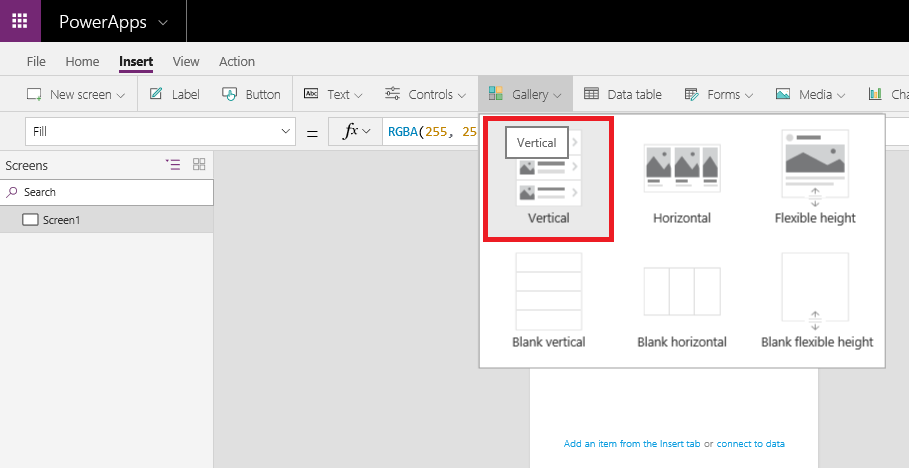 PowerApps
File Home Insert View Action
New screen Label Button Text Controls Gallery Data table Forms Media
Fill = fx RGBA(255, 25
Screens
Search
Screen1
Vertical
Vertical Horizontal Flexible height
Blank vertical Blank horizontal Blank flexible height
Add an item from the Insert tab or connect to data